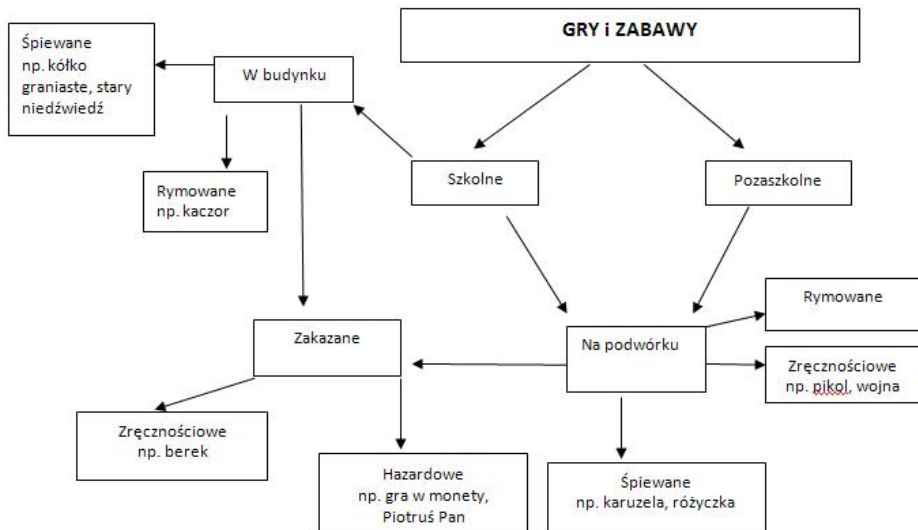 GRY i ZABAWY
Śpiewane
np. kółko
graniaste, stary
niedźwiedź
W budynku
Szkolne
Pozaszkolne
Rymowane
np. kaczor
Rymowane
Zakazane
Na podwórku
Zręcznościowe
np. pikol, wojna
Zręcznościowe
np. berek
Hazardowe
np. gra w monety,
Piotruś Pan
Śpiewane
np. karuzela, różyczka